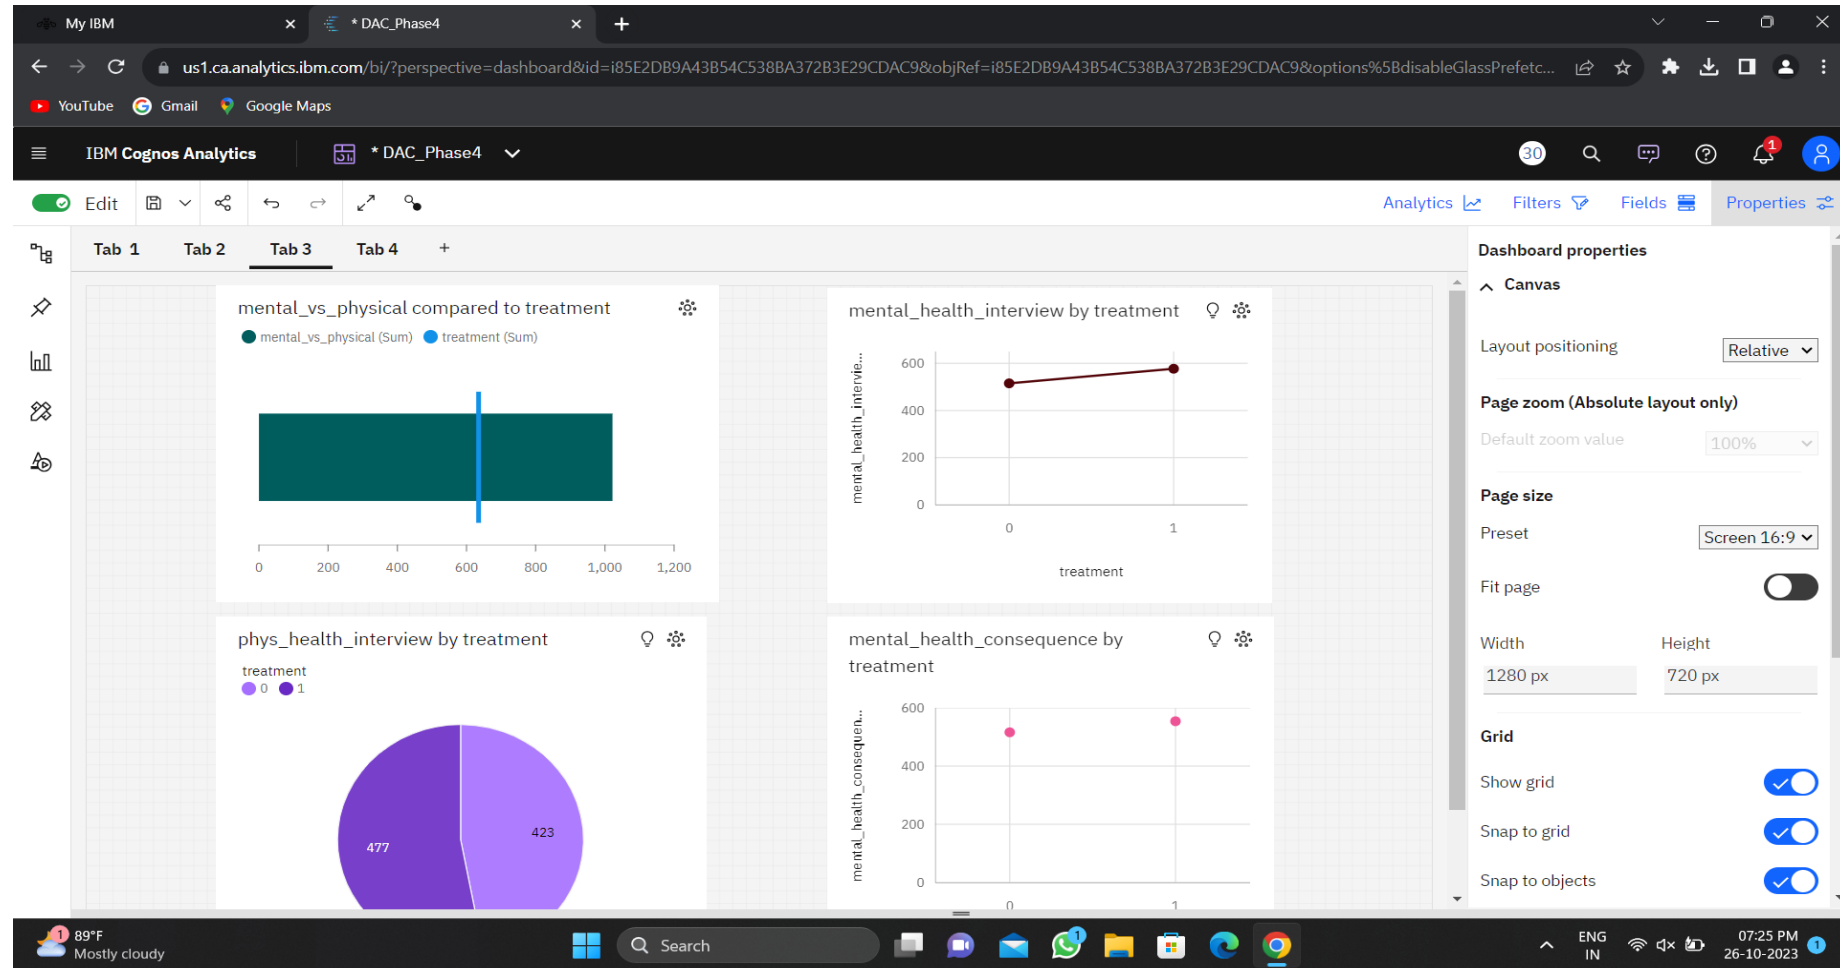 My IBM
* DAC_Phase4
us1.ca.analytics.ibm.com/bi/?perspective=dashboard&id=i85E2DB9A43B54C538BA372B3E29CDAC9&objRef=i85E2DB9A43B54C538BA372B3E29CDAC9&options%5BdisableGlassPrefetc...
YouTube Gmail Google Maps
IBM Cognos Analytics * DAC_Phase4 30 1
Edit Analytics Filters Fields Properties
Tab 1 Tab 2 Tab 3 Tab 4 +
mental_vs_physical compared to treatment
mental_vs_physical (Sum) treatment (Sum)
0 200 400 600 800 1,000 1,200
mental_health_interview by treatment
mental_health_intervie...
600
400
200
0
0 1
treatment
phys_health_interview by treatment
treatment
0 1
477 423
mental_health_consequence by
treatment
mental_health_consequen...
600
400
200
0
0 1
Dashboard properties
Canvas
Layout positioning Relative
Page zoom (Absolute layout only)
Default zoom value 100%
Page size
Preset Screen 16:9
Fit page
Width Height
1280 px 720 px
Grid
Show grid
Snap to grid
Snap to objects
1 89°F
Mostly cloudy
Search
1
ENG
IN
07:25 PM
26-10-2023
1